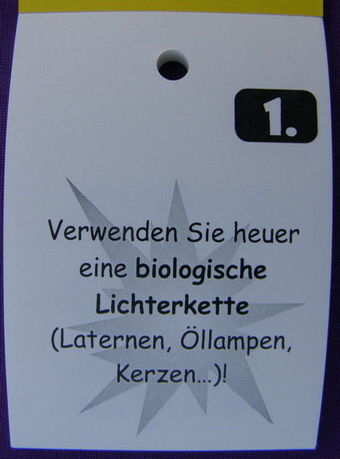 1.
Verwenden Sie heuer
eine biologische
Lichterkette
(Laternen, Öllampen,
Kerzen...)!